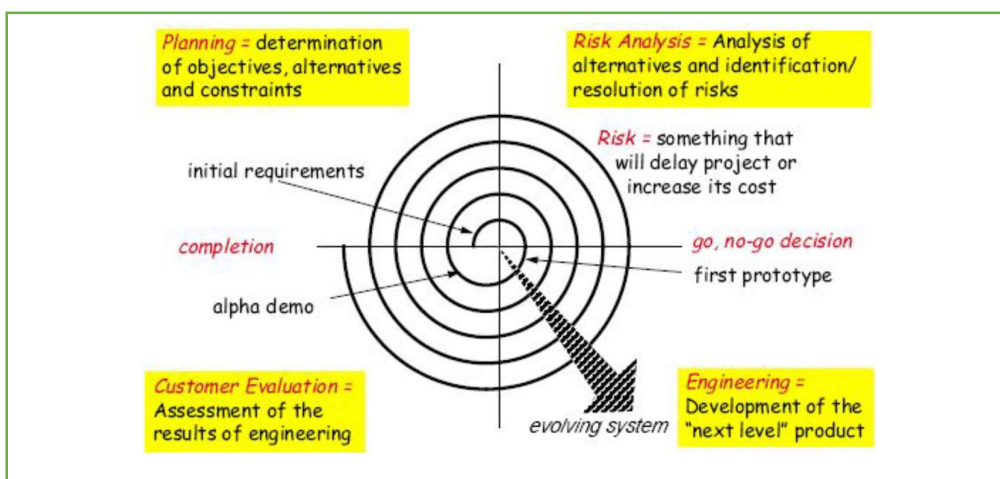 Planning = determination
of objectives, alternatives
and constraints
Risk Analysis = Analysis of
alternatives and identification/
resolution of risks
Risk = something that
will delay project or
increase its cost
initial requirements
completion
go, no-go decision
first prototype
alpha demo
Customer Evaluation =
Assessment of the
results of engineering
evolving system
Engineering =
Development of the
"next level" product